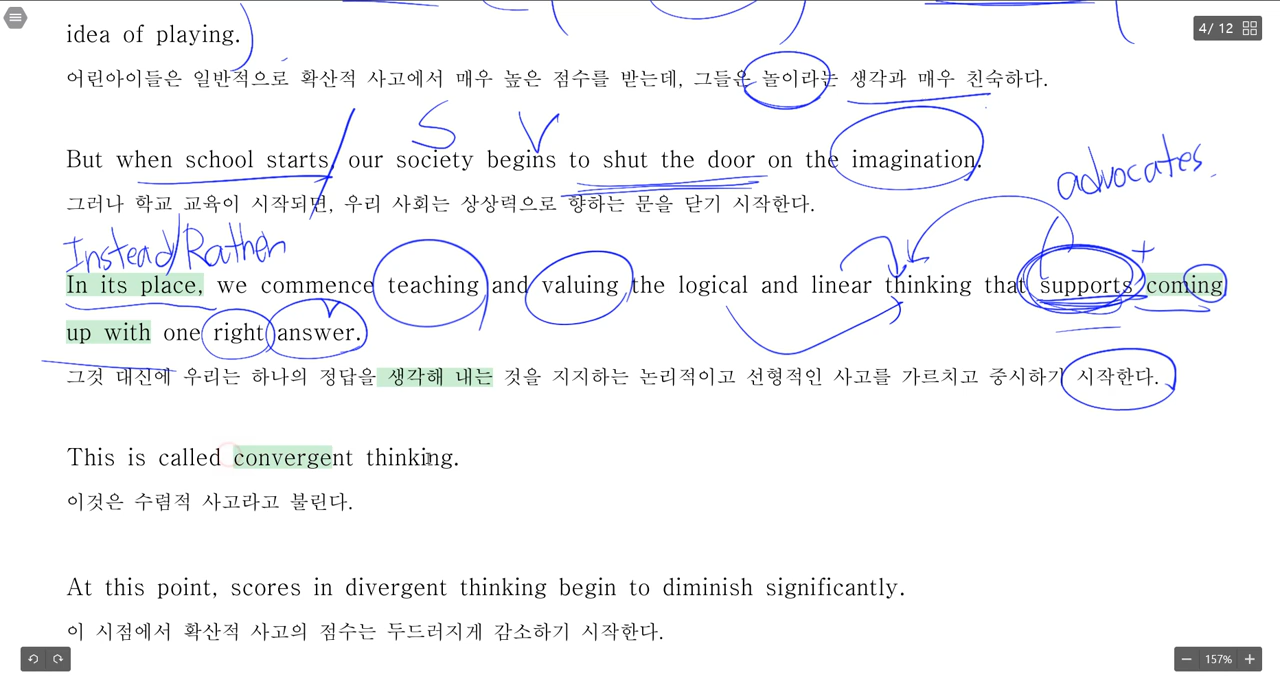 4/ 12
idea of playing.
어린아이들은 일반적으로 확산적 사고에서 매우 높은 점수를 받는데, 그들은 놀이라는 생각과 매우 친숙하다.
S V
But when school starts, our society begins to shut the door on the imagination.
advocates
그러나 학교 교육이 시작되면, 우리 사회는 상상력으로 향하는 문을 닫기 시작한다.
Instead/Rather
In its place, we commence teaching and valuing the logical and linear thinking that supports coming
up with one right answer.
그것 대신에 우리는 하나의 정답을 생각해 내는 것을 지지하는 논리적이고 선형적인 사고를 가르치고 중시하기 시작한다.
This is called convergent thinking.
이것은 수렴적 사고라고 불린다.
At this point, scores in divergent thinking begin to diminish significantly.
이 시점에서 확산적 사고의 점수는 두드러지게 감소하기 시작한다.
157%